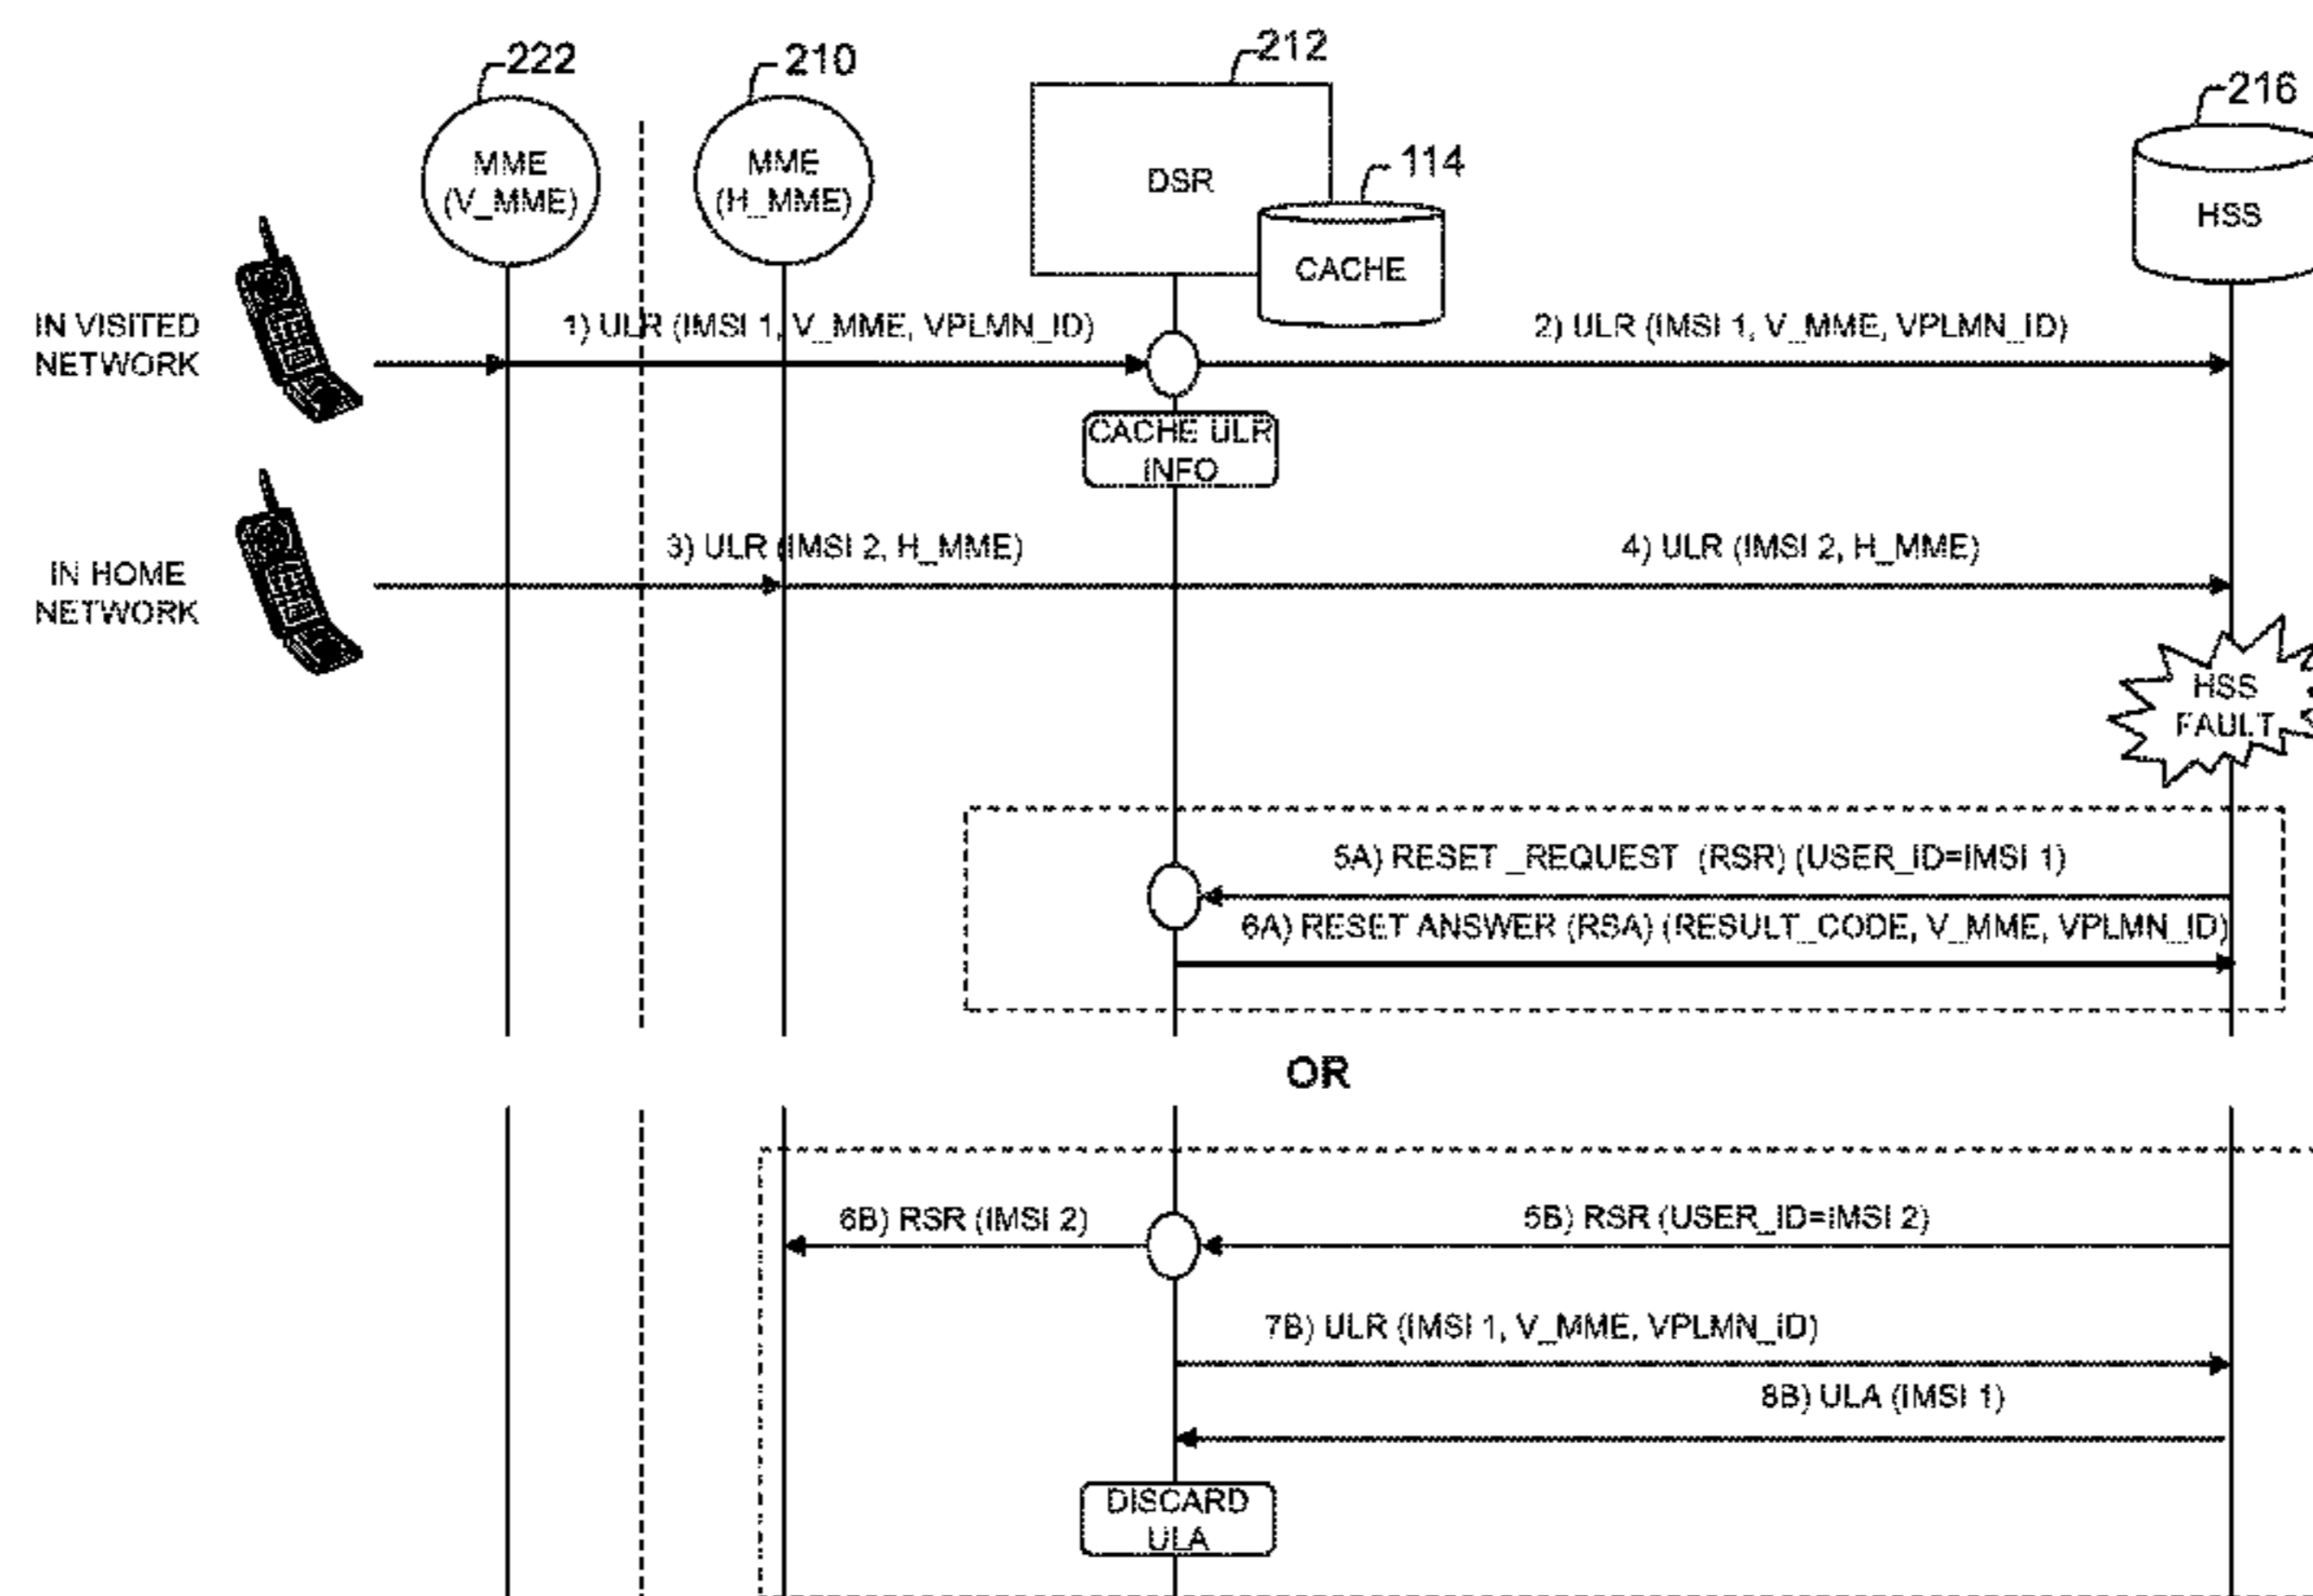 222
210
212
216
MME
(V_MME)
MME
(H_MME)
DSR
114
CACHE
HSS
IN VISITED
NETWORK
1) ULR (IMSI 1, V_MME, VPLMN_ID)
2) ULR (IMSI 1, V_MME, VPLMN_ID)
CACHE ULR
INFO
IN HOME
NETWORK
3) ULR (IMSI 2, H_MME)
4) ULR (IMSI 2, H_MME)
HSS
FAULT
5A) RESET _REQUEST (RSR) (USER_ID=IMSI 1)
6A) RESET ANSWER (RSA) (RESULT_CODE, V_MME, VPLMN_ID)
OR
6B) RSR (IMSI 2)
5B) RSR (USER_ID=IMSI 2)
7B) ULR (IMSI 1, V_MME, VPLMN_ID)
8B) ULA (IMSI 1)
DISCARD
ULA